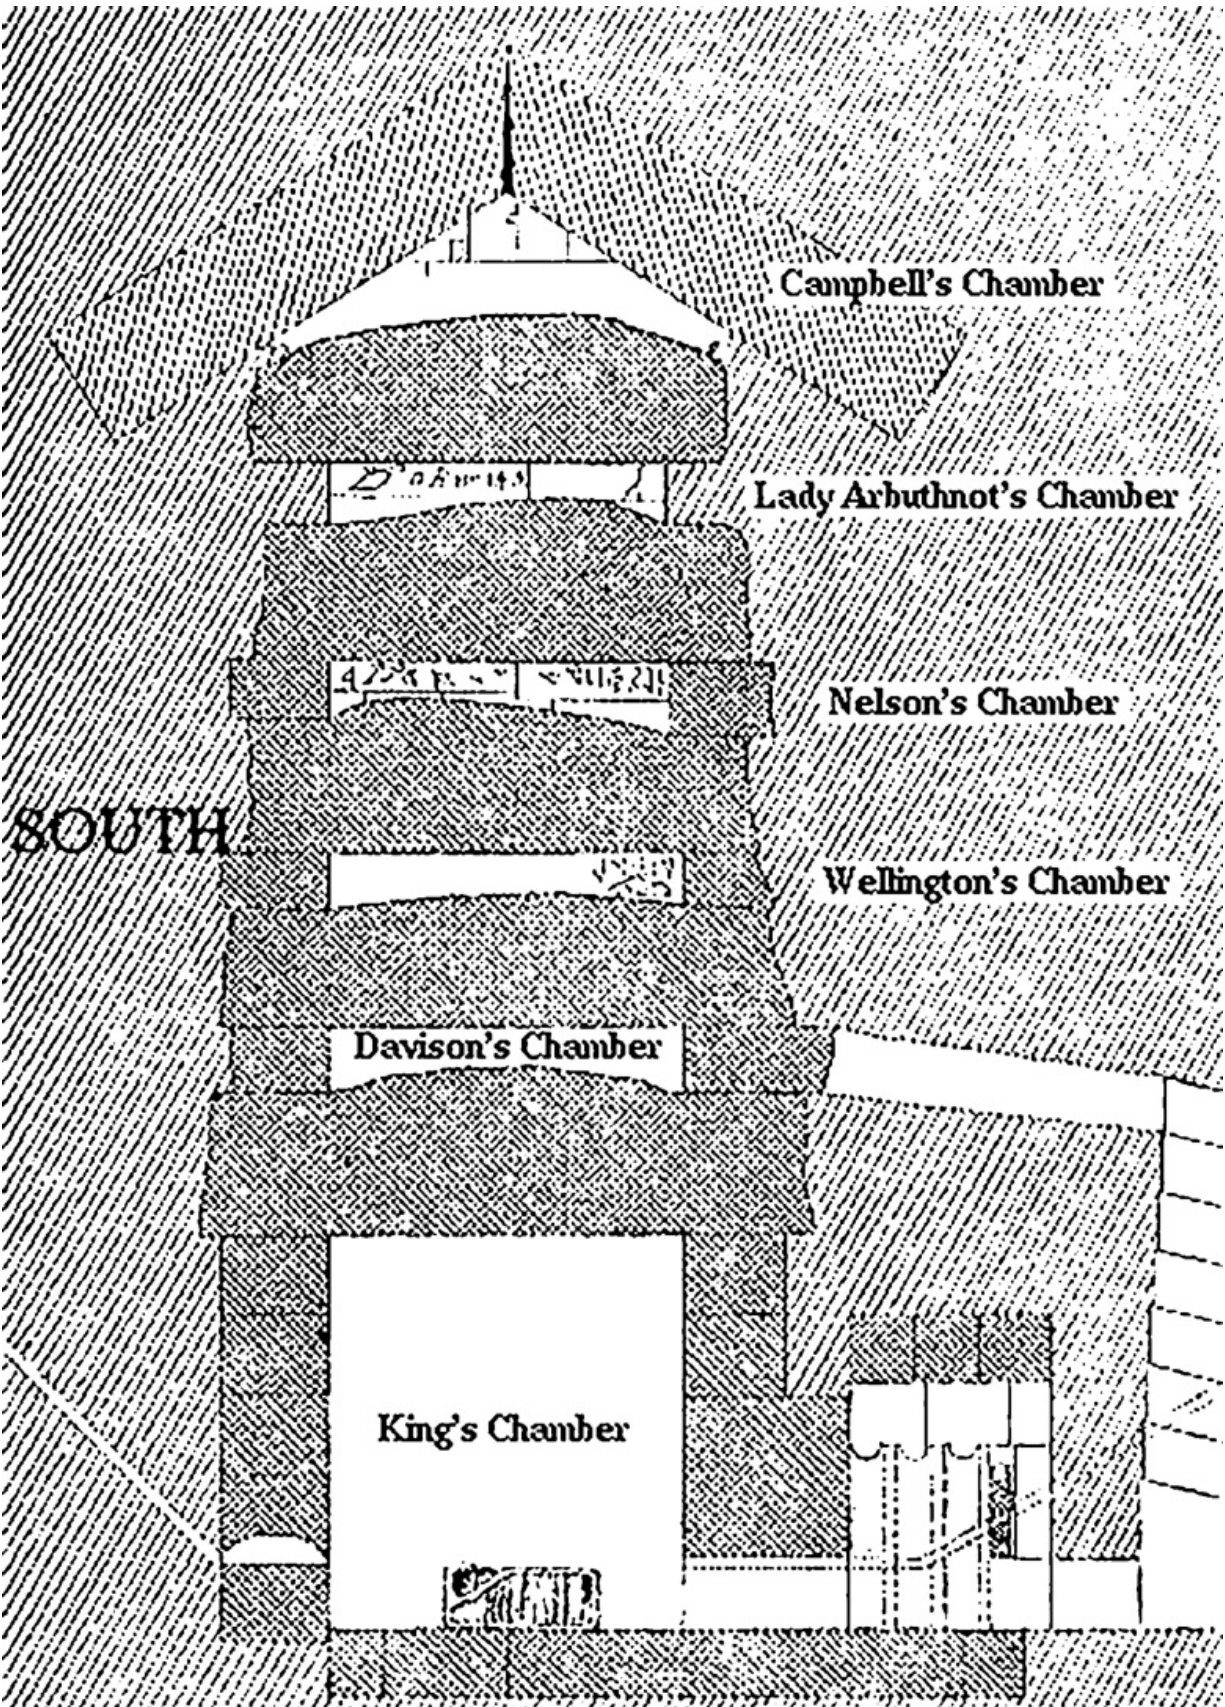 Campbell's Chamber
Lady Arbuthnot's Chamber
Nelson's Chamber
SOUTH
Wellington's Chamber
Davison's Chamber
King's Chamber